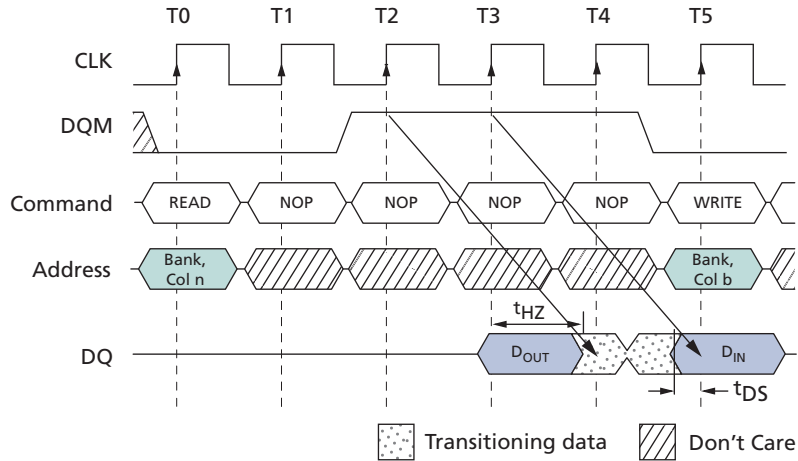 T0 T1 T2 T3 T4 T5
CLK
DQM
Command READ NOP NOP NOP NOP WRITE
Address Bank, Col n Bank, Col b
tHZ
DQ DOUT DIN
tDS
Transitioning data Don't Care